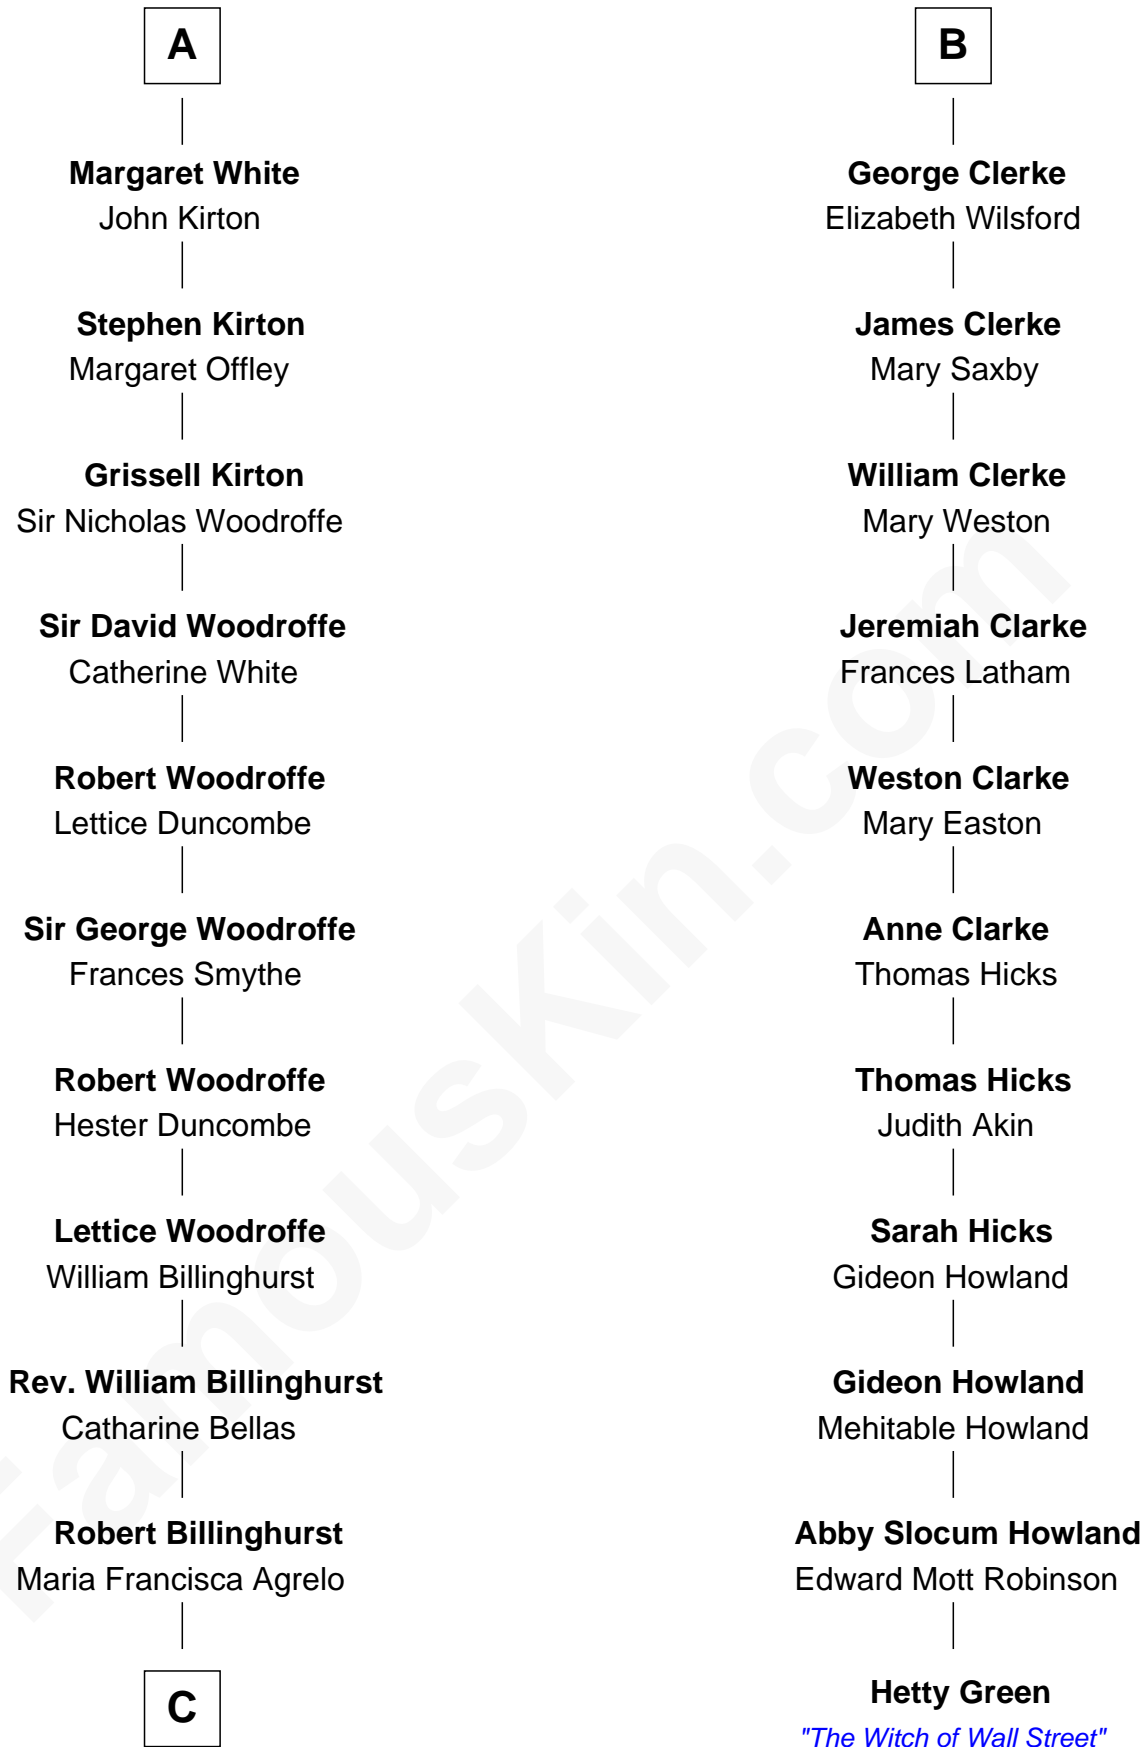 A
Margaret White
John Kirton
Stephen Kirton
Margaret Offley
Grissell Kirton
Sir Nicholas Woodroffe
Sir David Woodroffe
Catherine White
Robert Woodroffe
Lettice Duncombe
Sir George Woodroffe
Frances Smythe
Robert Woodroffe
Hester Duncombe
Lettice Woodroffe
William Billinghurst
Rev. William Billinghurst
Catharine Bellas
Robert Billinghurst
Maria Francisca Agrelo
C
B
George Clerke
Elizabeth Wilsford
James Clerke
Mary Saxby
William Clerke
Mary Weston
Jeremiah Clarke
Frances Latham
Weston Clarke
Mary Easton
Anne Clarke
Thomas Hicks
Thomas Hicks
Judith Akin
Sarah Hicks
Gideon Howland
Gideon Howland
Mehitable Howland
Abby Slocum Howland
Edward Mott Robinson
Hetty Green
"The Witch of Wall Street"
FamousKin.com